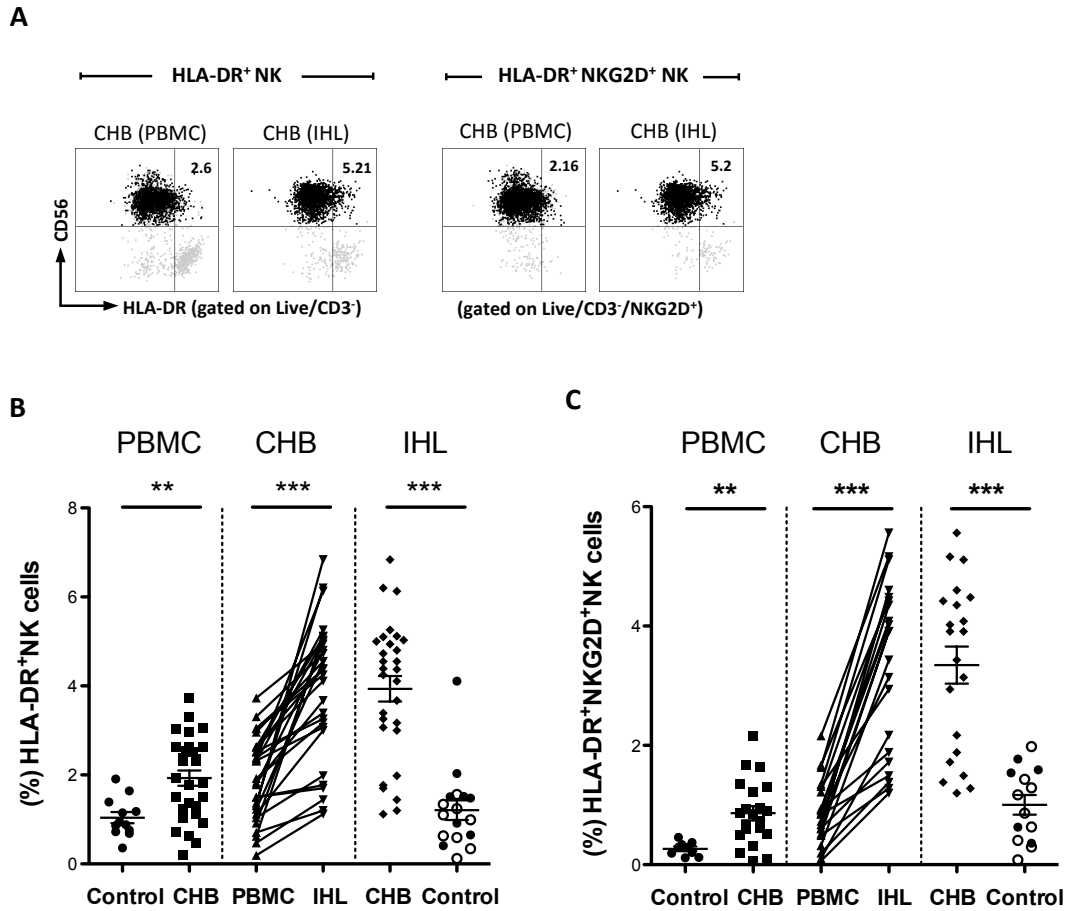 A
HLA-DR⁺ NK
HLA-DR⁺ NKG2D⁺ NK
CHB (PBMC)
CHB (IHL)
CHB (PBMC)
CHB (IHL)
2.6
5.21
2.16
5.2
CD56
HLA-DR (gated on Live/CD3⁻)
(gated on Live/CD3⁻/NKG2D⁺)
B
PBMC
CHB
IHL
**
***
***
8
6
4
2
0
(%) HLA-DR⁺NK cells
Control
CHB
PBMC
IHL
CHB
Control
C
PBMC
CHB
IHL
**
***
***
6
4
2
0
(%) HLA-DR⁺NKG2D⁺NK cells
Control
CHB
PBMC
IHL
CHB
Control